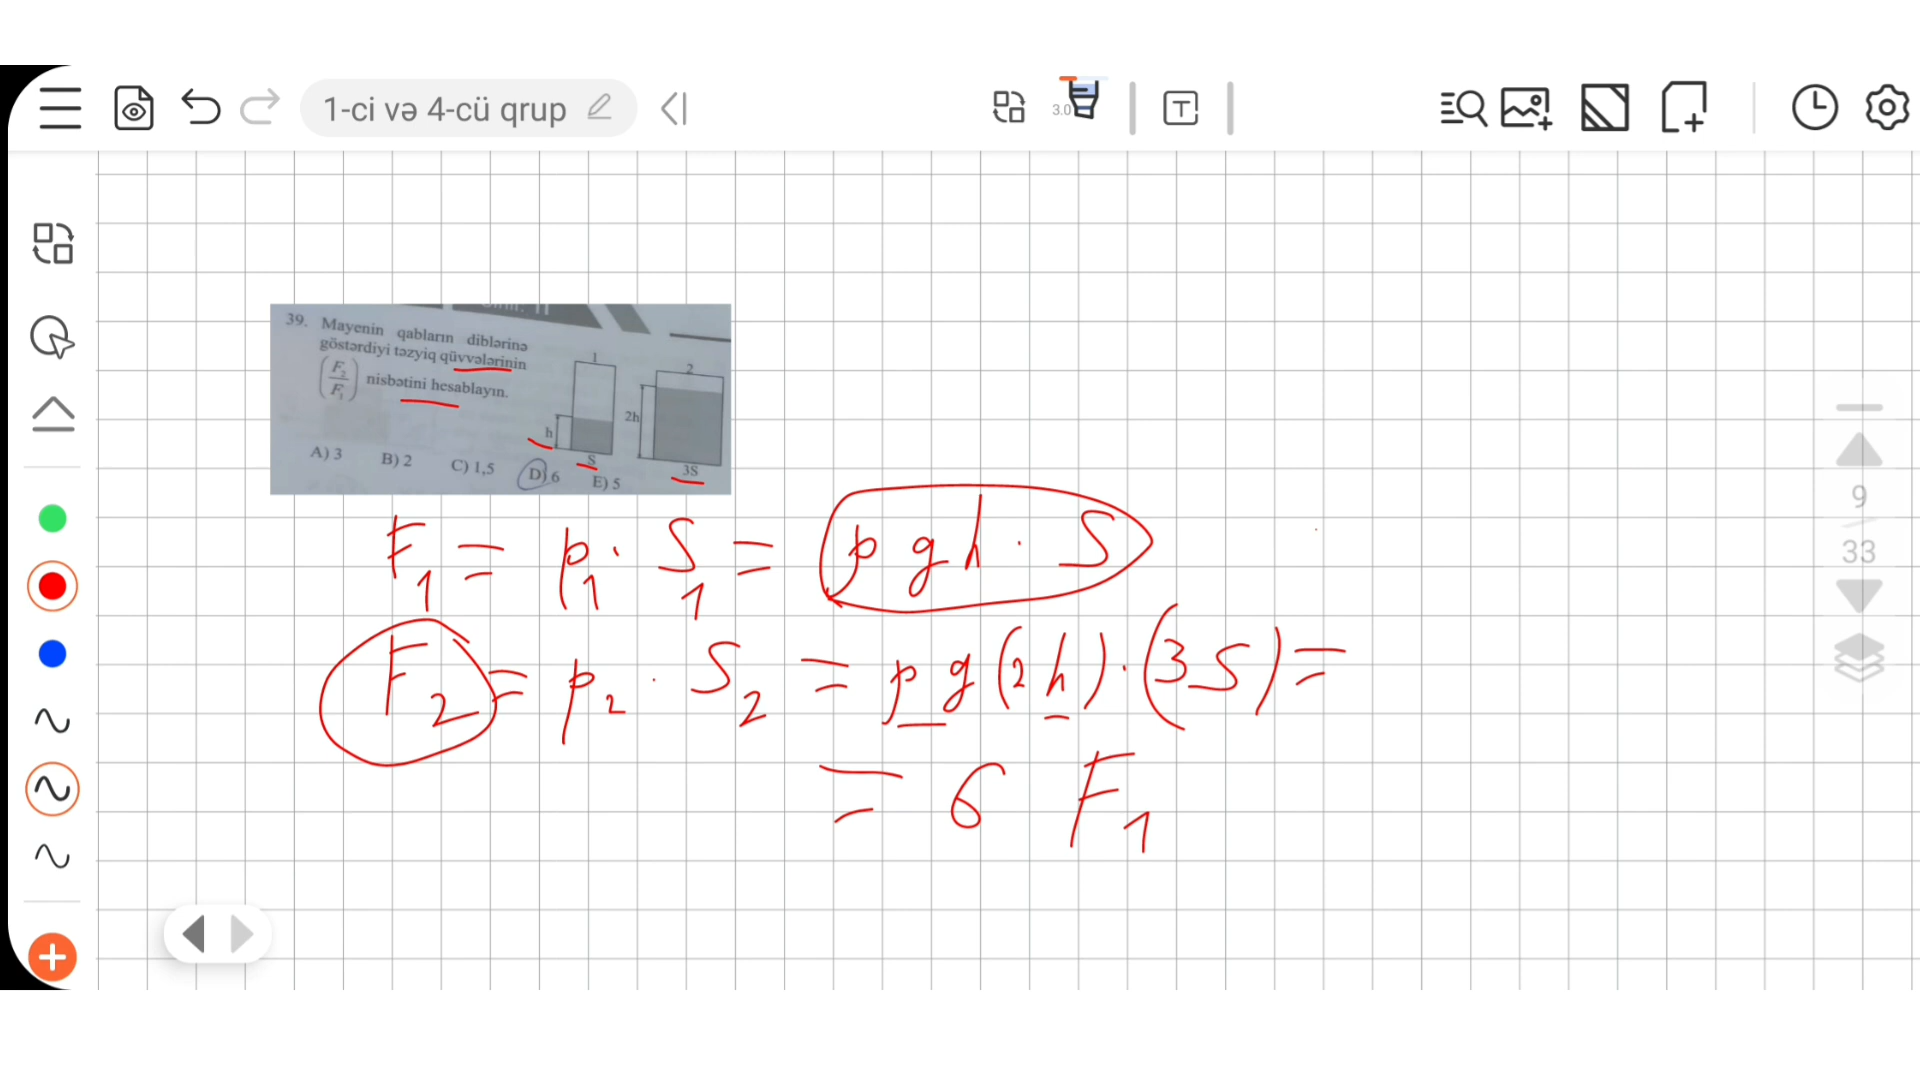 1-ci və 4-cü qrup
3.0
T
39. Mayenin qabların diblərinə
göstərdiyi təzyiq qüvvələrinin
(F₂/F₁) nisbətini hesablayın.
1
2
h
2h
S
3S
A) 3 B) 2 C) 1,5 D) 6 E) 5
F₁ = p₁ · S₁ = ρgh · S
F₂ = p₂ · S₂ = ρg(2h) · (3S) =
= 6 F₁
9
33